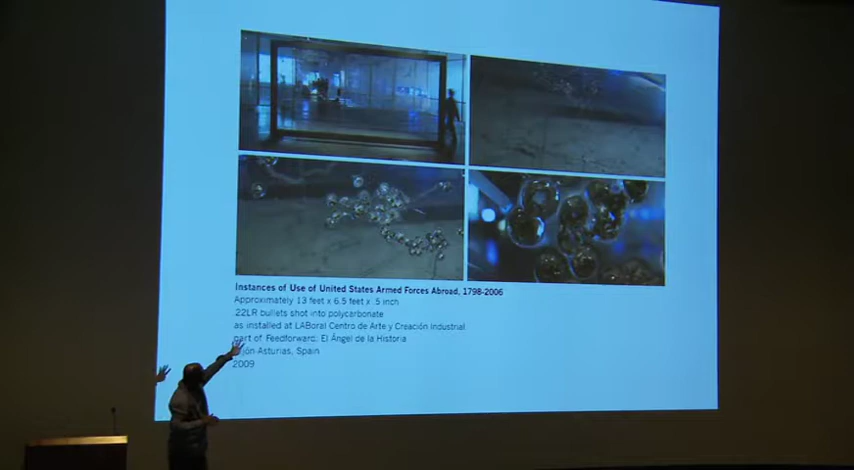 Instances of Use of United States Armed Forces Abroad, 1798-2006
Approximately 13 feet x 6.5 feet x .5 inch
22LR bullets shot into polycarbonate
as installed at LABoral Centro de Arte y Creación Industrial
part of Feedforward. El Ángel de la Historia
Asturias, Spain
2009